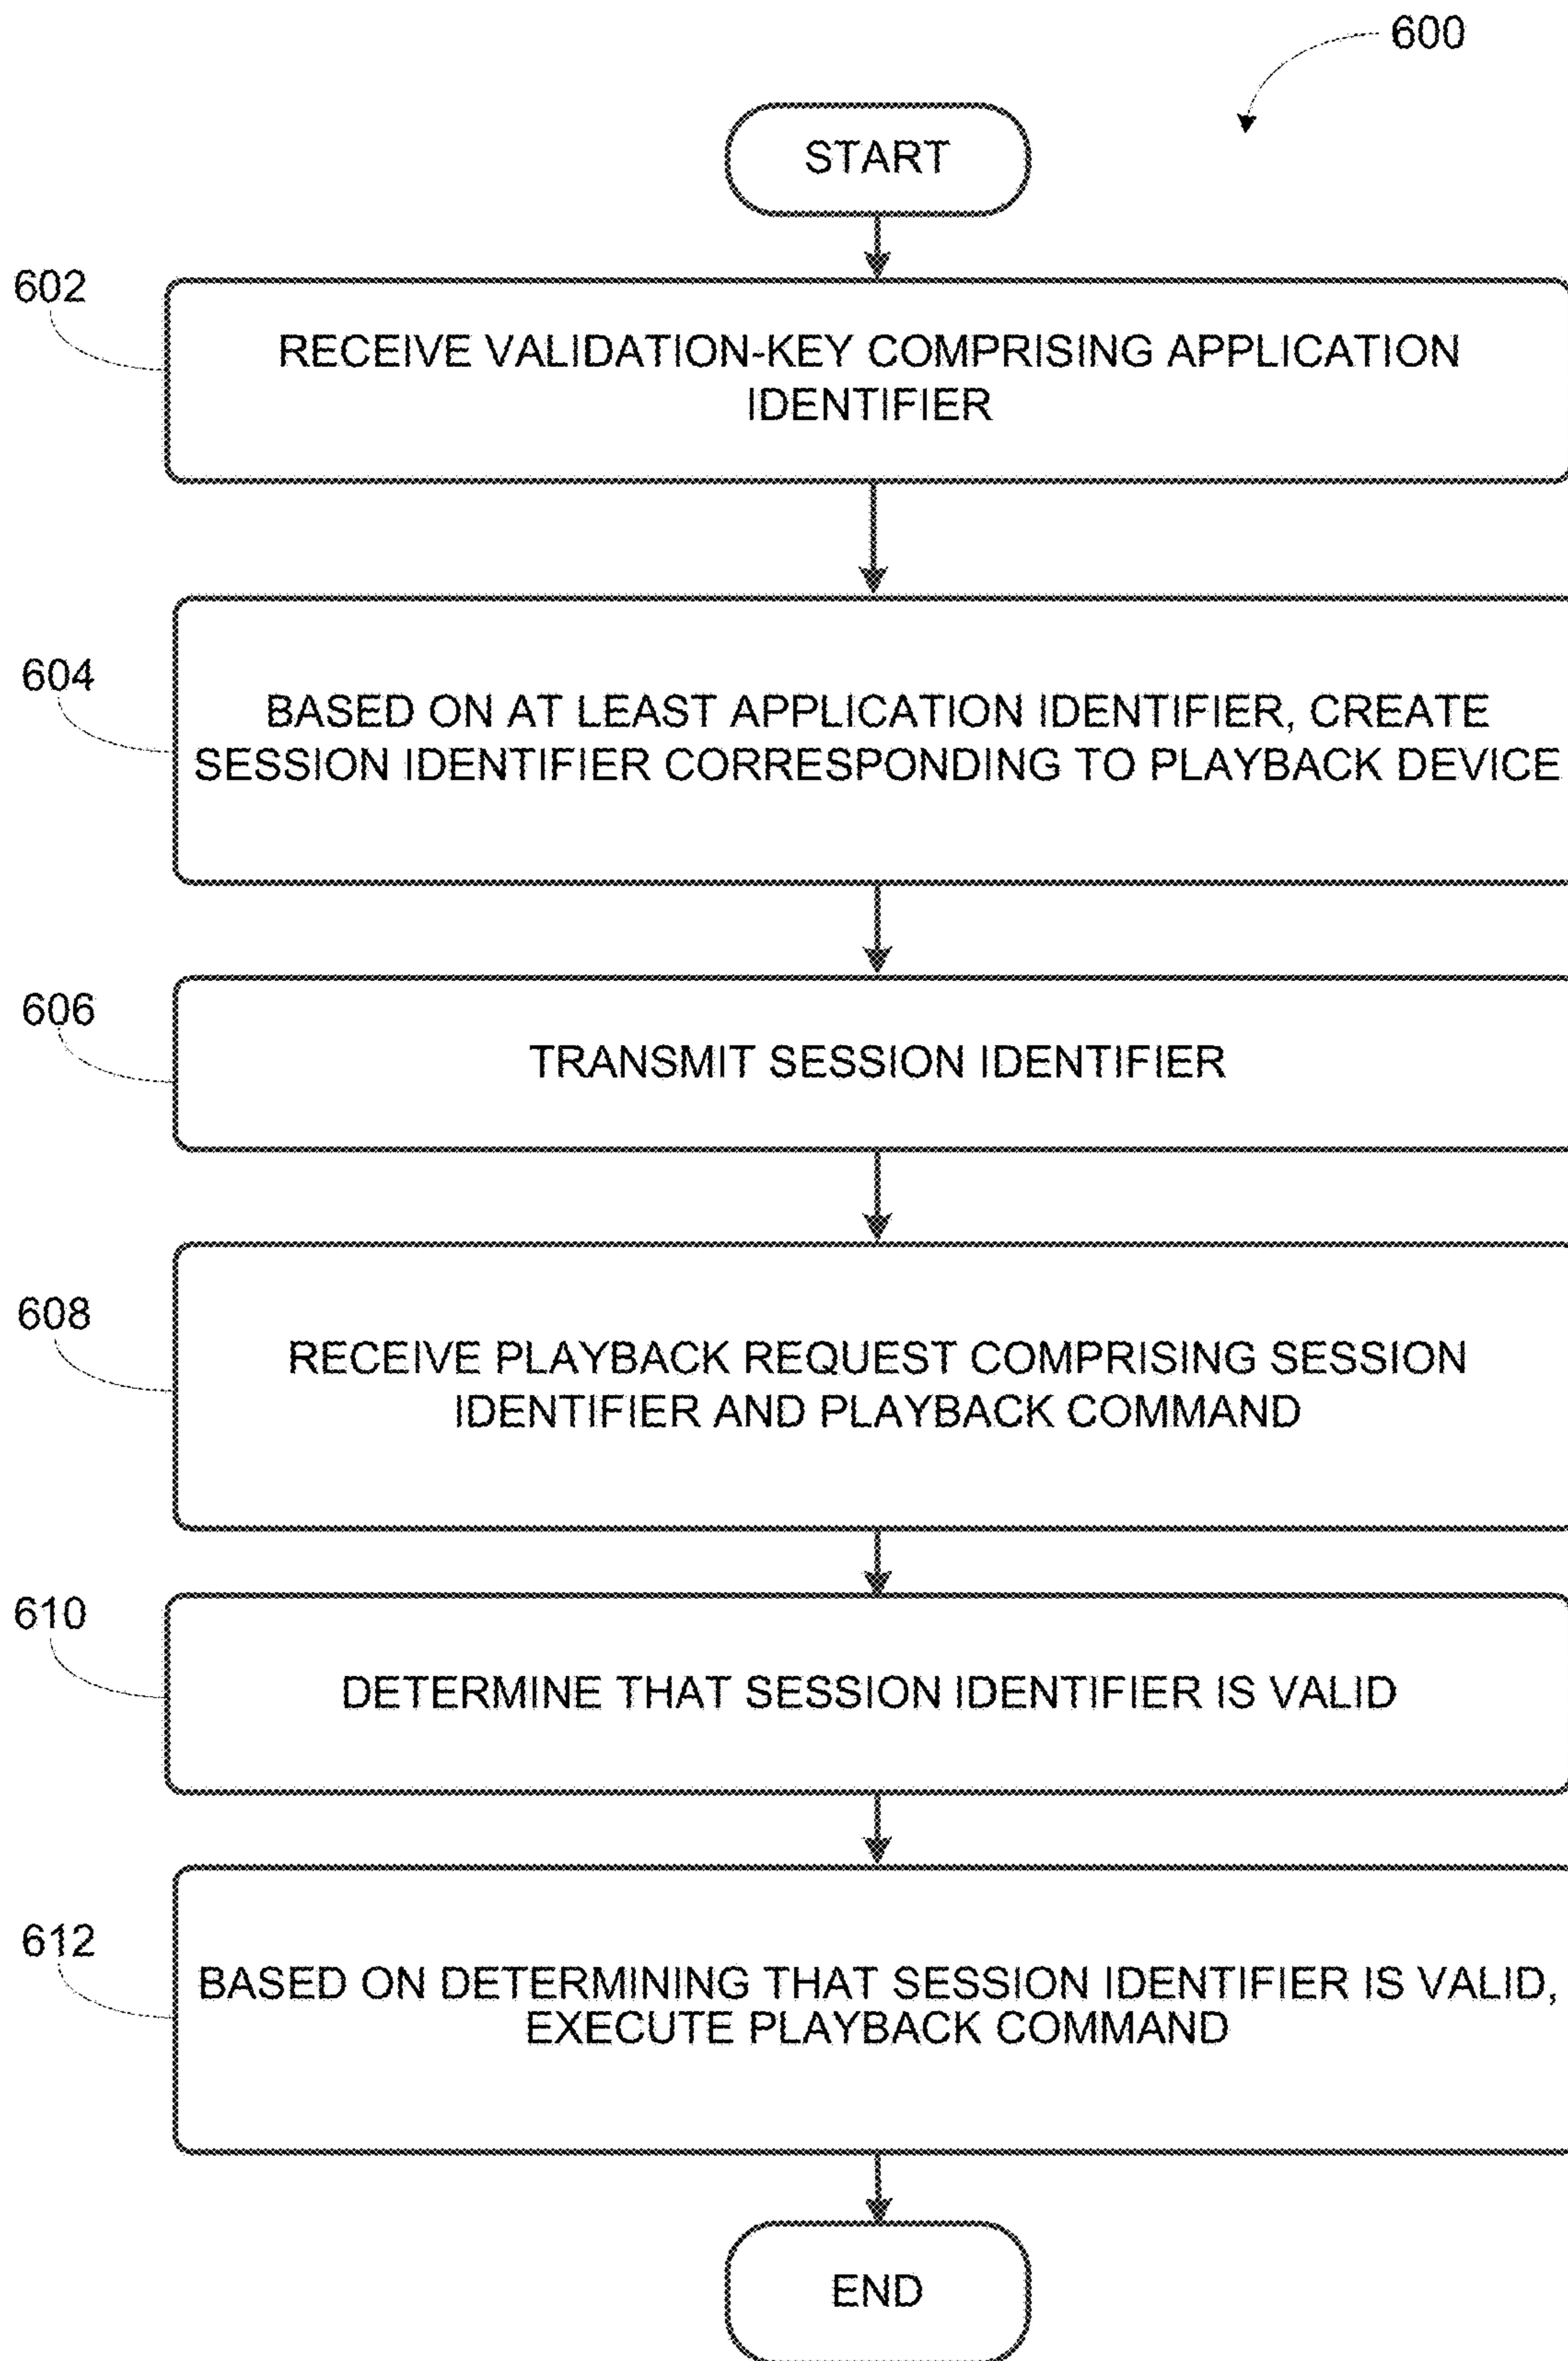 600
START
602
RECEIVE VALIDATION-KEY COMPRISING APPLICATION
IDENTIFIER
604
BASED ON AT LEAST APPLICATION IDENTIFIER, CREATE
SESSION IDENTIFIER CORRESPONDING TO PLAYBACK DEVICE
606
TRANSMIT SESSION IDENTIFIER
608
RECEIVE PLAYBACK REQUEST COMPRISING SESSION
IDENTIFIER AND PLAYBACK COMMAND
610
DETERMINE THAT SESSION IDENTIFIER IS VALID
612
BASED ON DETERMINING THAT SESSION IDENTIFIER IS VALID,
EXECUTE PLAYBACK COMMAND
END